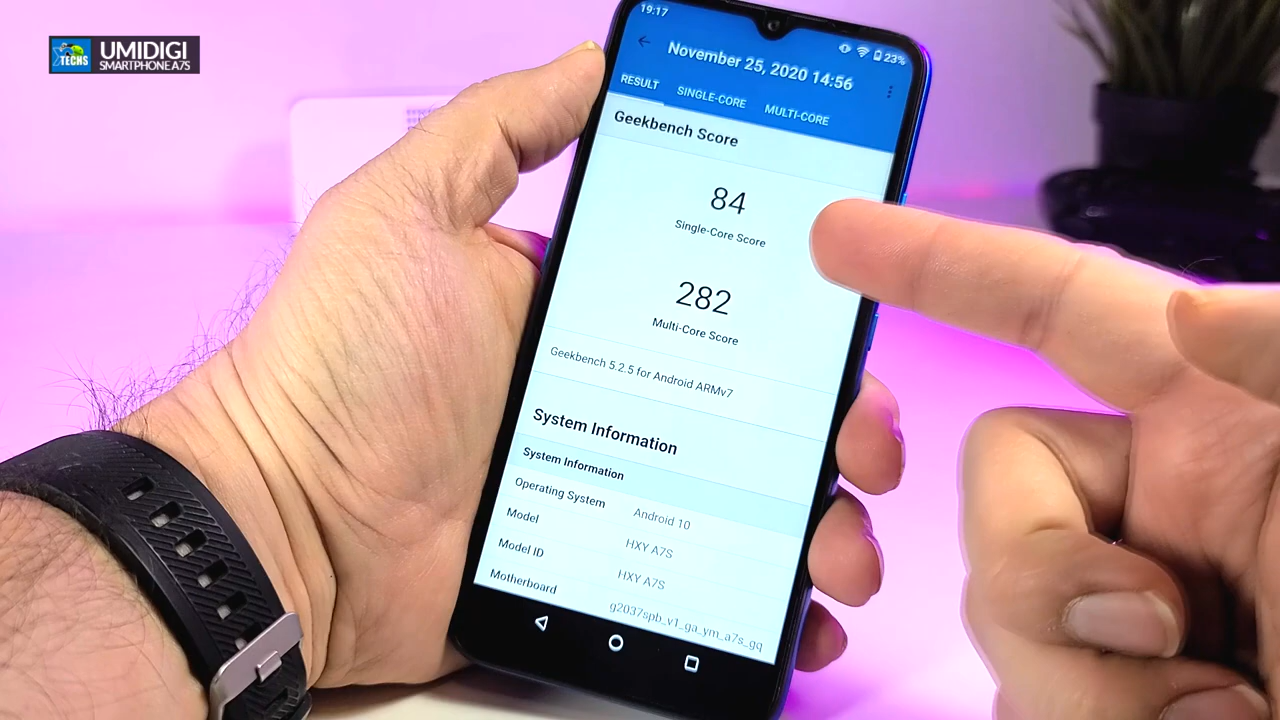 TECHS
UMIDIGI
SMARTPHONE A7S
19:17
23%
November 25, 2020 14:56
RESULT SINGLE-CORE MULTI-CORE
Geekbench Score
84
Single-Core Score
282
Multi-Core Score
Geekbench 5.2.5 for Android ARMv7
System Information
System Information
Operating System Android 10
Model HXY A7S
Model ID HXY A7S
Motherboard g2037spb_v1_ga_ym_a7s_gq